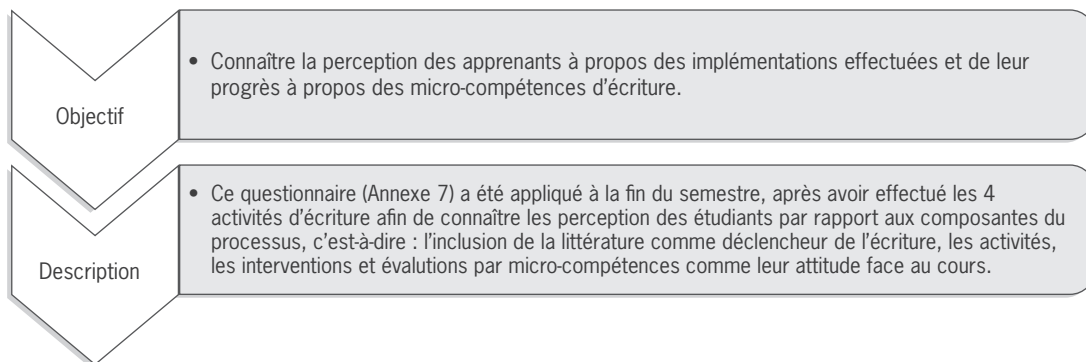 Objectif
• Connaître la perception des apprenants à propos des implémentations effectuées et de leur
progrès à propos des micro-compétences d'écriture.
Description
• Ce questionnaire (Annexe 7) a été appliqué à la fin du semestre, après avoir effectué les 4
activités d'écriture afin de connaître les perception des étudiants par rapport aux composantes du
processus, c'est-à-dire : l'inclusion de la littérature comme déclencheur de l'écriture, les activités,
les interventions et évalutions par micro-compétences comme leur attitude face au cours.